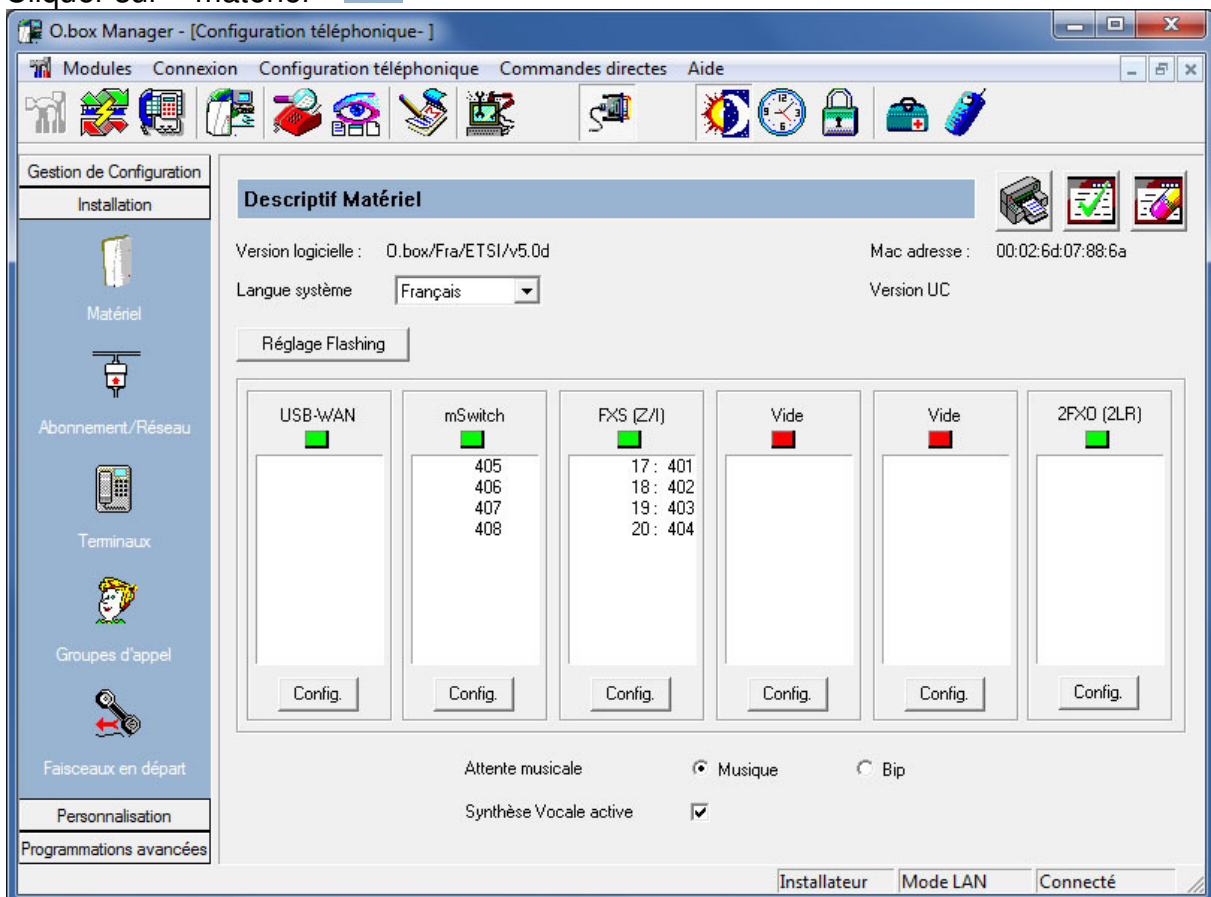 O.box Manager - [Configuration téléphonique- ]
Modules Connexion Configuration téléphonique Commandes directes Aide
Gestion de Configuration
Installation
Matériel
Abonnement/Réseau
Terminaux
Groupes d'appel
Faisceaux en départ
Personnalisation
Programmations avancées
Descriptif Matériel
Version logicielle : O.box/Fra/ETSI/v5.0d
Mac adresse : 00:02:6d:07:88:6a
Langue système Français
Version UC
Réglage Flashing
USB-WAN
Config.
mSwitch
405
406
407
408
Config.
FXS (Z/I)
17 : 401
18 : 402
19 : 403
20 : 404
Config.
Vide
Config.
Vide
Config.
2FXO (2LR)
Config.
Attente musicale Musique Bip
Synthèse Vocale active
Installateur Mode LAN Connecté